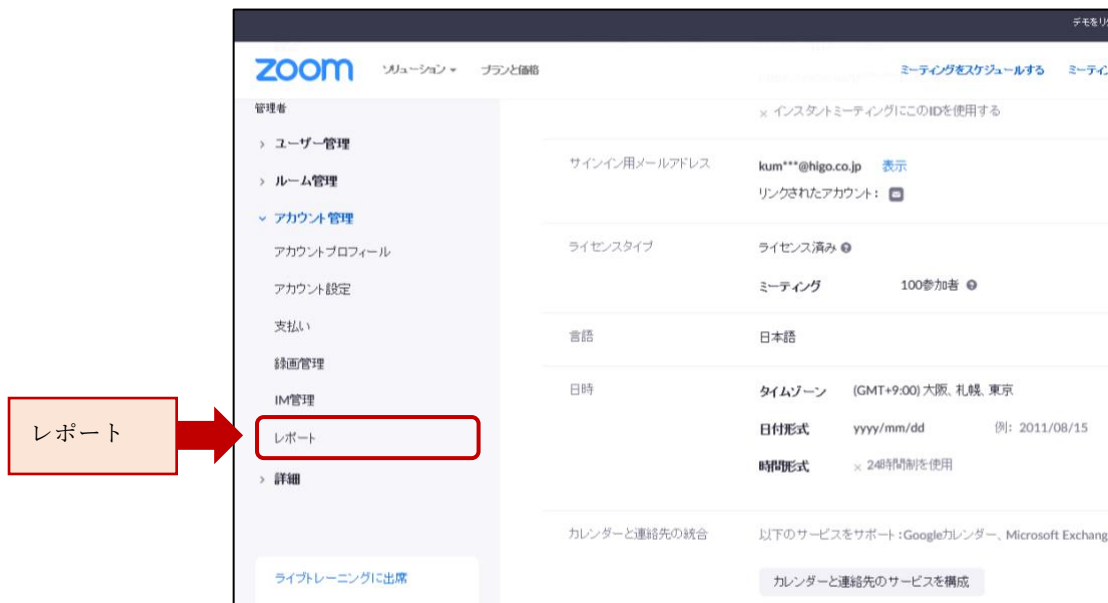 デモをリ
zoom ソリューション プランと価格 ミーティングをスケジュールする ミーティ
管理者
ユーザー管理
ルーム管理
アカウント管理
アカウントプロフィール
アカウント設定
支払い
録画管理
IM管理
レポート
レポート
詳細
ライブトレーニングに出席
× インスタントミーティングにこのIDを使用する
サインイン用メールアドレス kum***@higo.co.jp 表示
リンクされたアカウント:
ライセンスタイプ ライセンス済み
ミーティング 100参加者
言語 日本語
日時 タイムゾーン (GMT+9:00) 大阪、札幌、東京
日付形式 yyyy/mm/dd 例: 2011/08/15
時間形式 × 24時間制を使用
カレンダーと連絡先の統合 以下のサービスをサポート:Googleカレンダー、Microsoft Exchang
カレンダーと連絡先のサービスを構成